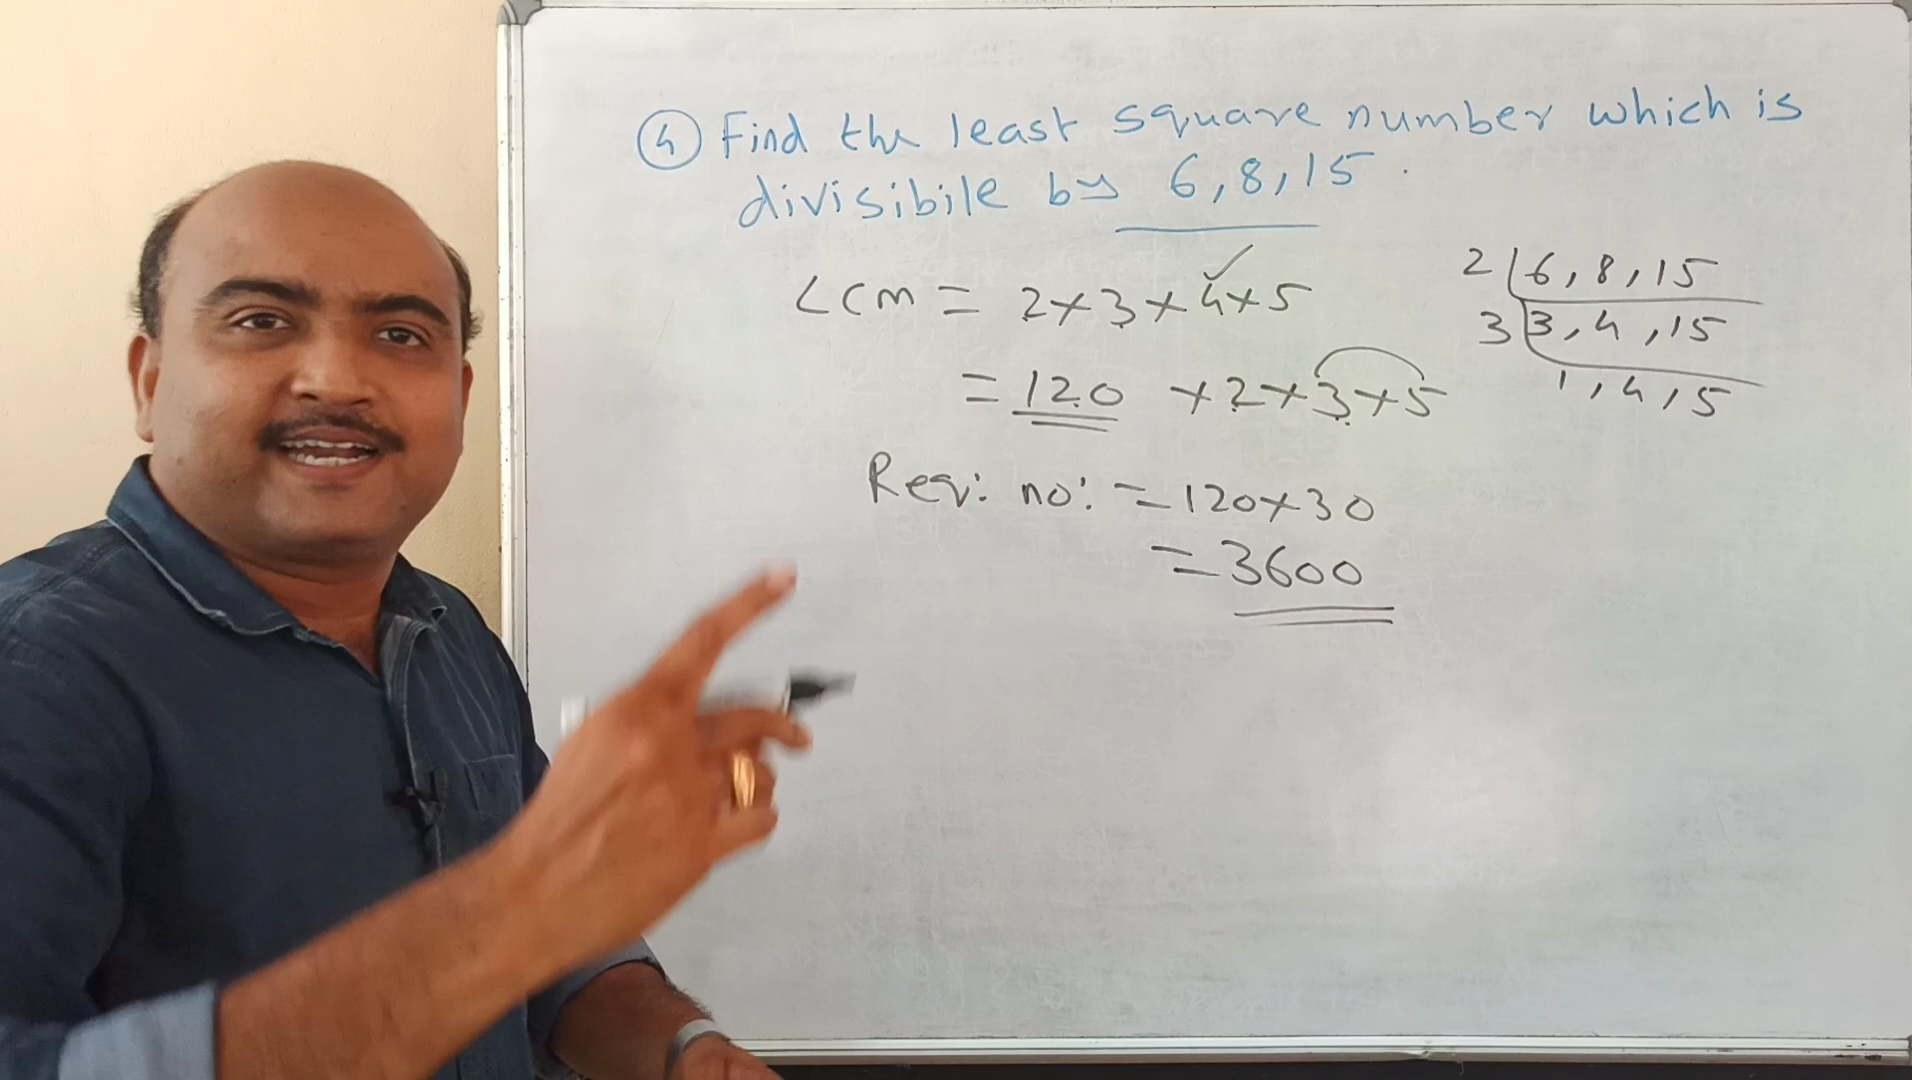 ④ Find the least square number which is
divisibile by 6, 8, 15.
LCM = 2×3×4×5
= 120 ×2×3×5
Req: no: = 120×30
= 3600
2 6, 8, 15
3 3, 4, 15
1, 4, 5